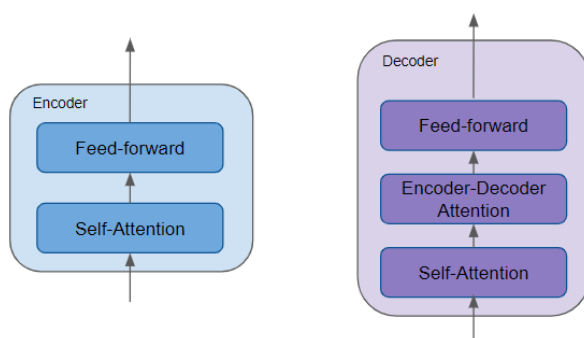 Encoder
Feed-forward
Self-Attention
Decoder
Feed-forward
Encoder-Decoder
Attention
Self-Attention